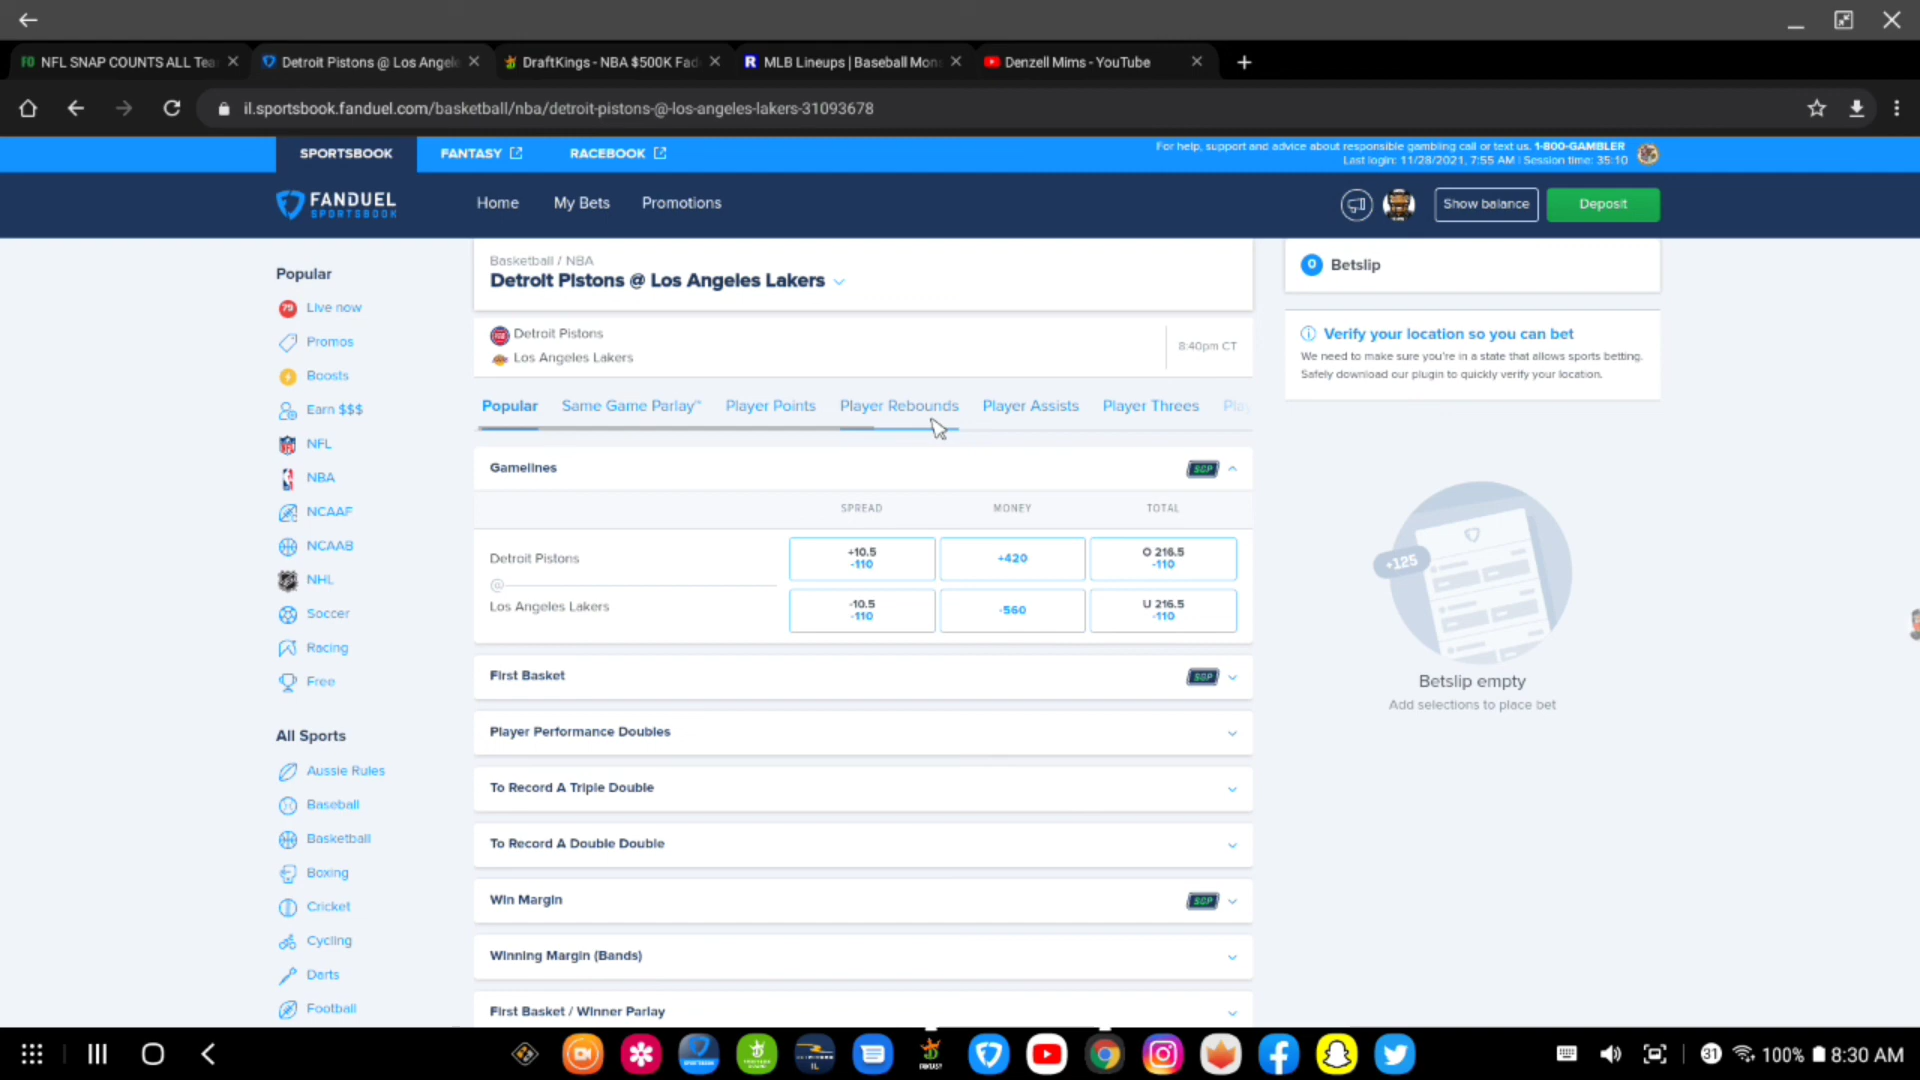 NFL SNAP COUNTS ALL Tea
Detroit Pistons @ Los Angele
DraftKings - NBA $500K Fad
MLB Lineups | Baseball Mons
Denzell Mims - YouTube
il.sportsbook.fanduel.com/basketball/nba/detroit-pistons-@-los-angeles-lakers-31093678
SPORTSBOOK
FANTASY
RACEBOOK
For help, support and advice about responsible gambling call or text us. 1-800-GAMBLER
Last login: 11/28/2021, 7:55 AM | Session time: 35:10
FANDUEL
SPORTSBOOK
Home
My Bets
Promotions
Show balance
Deposit
Popular
79 Live now
Promos
Boosts
Earn $$$
NFL
NBA
NCAAF
NCAAB
NHL
Soccer
Racing
Free
All Sports
Aussie Rules
Baseball
Basketball
Boxing
Cricket
Cycling
Darts
Football
Basketball / NBA
Detroit Pistons @ Los Angeles Lakers
Detroit Pistons
Los Angeles Lakers
8:40pm CT
Popular
Same Game Parlay™
Player Points
Player Rebounds
Player Assists
Player Threes
Play
Gamelines
SGP
SPREAD MONEY TOTAL
Detroit Pistons
+10.5
-110
+420
O 216.5
-110
@
Los Angeles Lakers
-10.5
-110
-560
U 216.5
-110
First Basket
SGP
Player Performance Doubles
To Record A Triple Double
To Record A Double Double
Win Margin
SGP
Winning Margin (Bands)
First Basket / Winner Parlay
0 Betslip
Verify your location so you can bet
We need to make sure you're in a state that allows sports betting.
Safely download our plugin to quickly verify your location.
+125
Betslip empty
Add selections to place bet
31
100%
8:30 AM